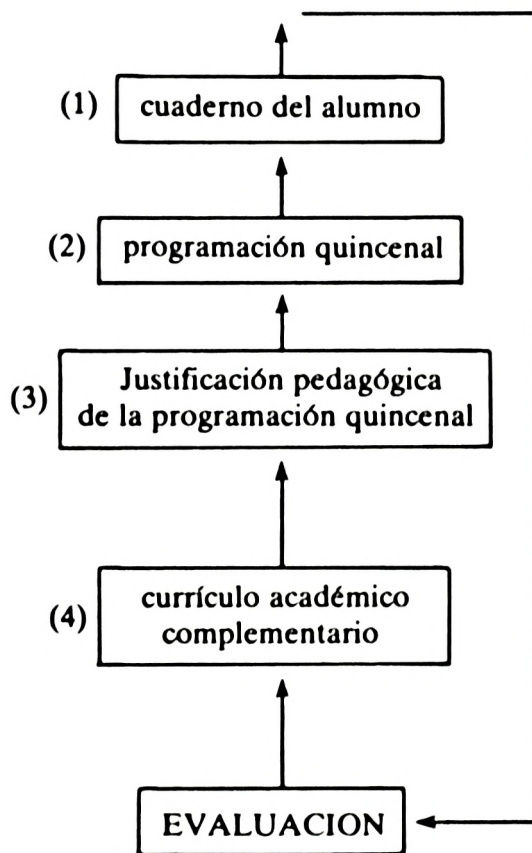 (1) cuaderno del alumno
(2) programación quincenal
(3) Justificación pedagógica
de la programación quincenal
(4) currículo académico
complementario
EVALUACION